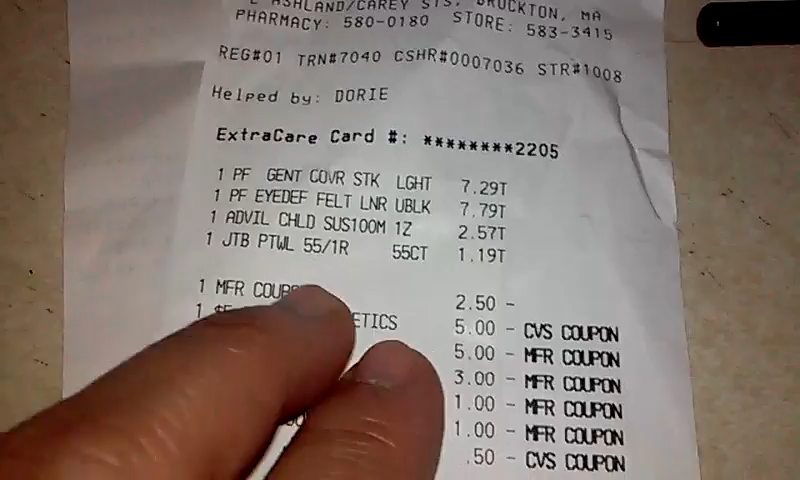 ASHLAND/CAREY STS, BROCKTON, MA
PHARMACY: 580-0180 STORE: 583-3415
REG#01 TRN#7040 CSHR#0007036 STR#1008
Helped by: DORIE
ExtraCare Card #: ********2205
1 PF GENT COVR STK LGHT 7.29T
1 PF EYEDEF FELT LNR UBLK 7.79T
1 ADVIL CHLD SUS100M 1Z 2.57T
1 JTB PTWL 55/1R 55CT 1.19T
1 MFR 2.50 -
1 ETICS 5.00 - CVS COUPON
5.00 - MFR COUPON
3.00 - MFR COUPON
1.00 - MFR COUPON
1.00 - MFR COUPON
.50 - CVS COUPON